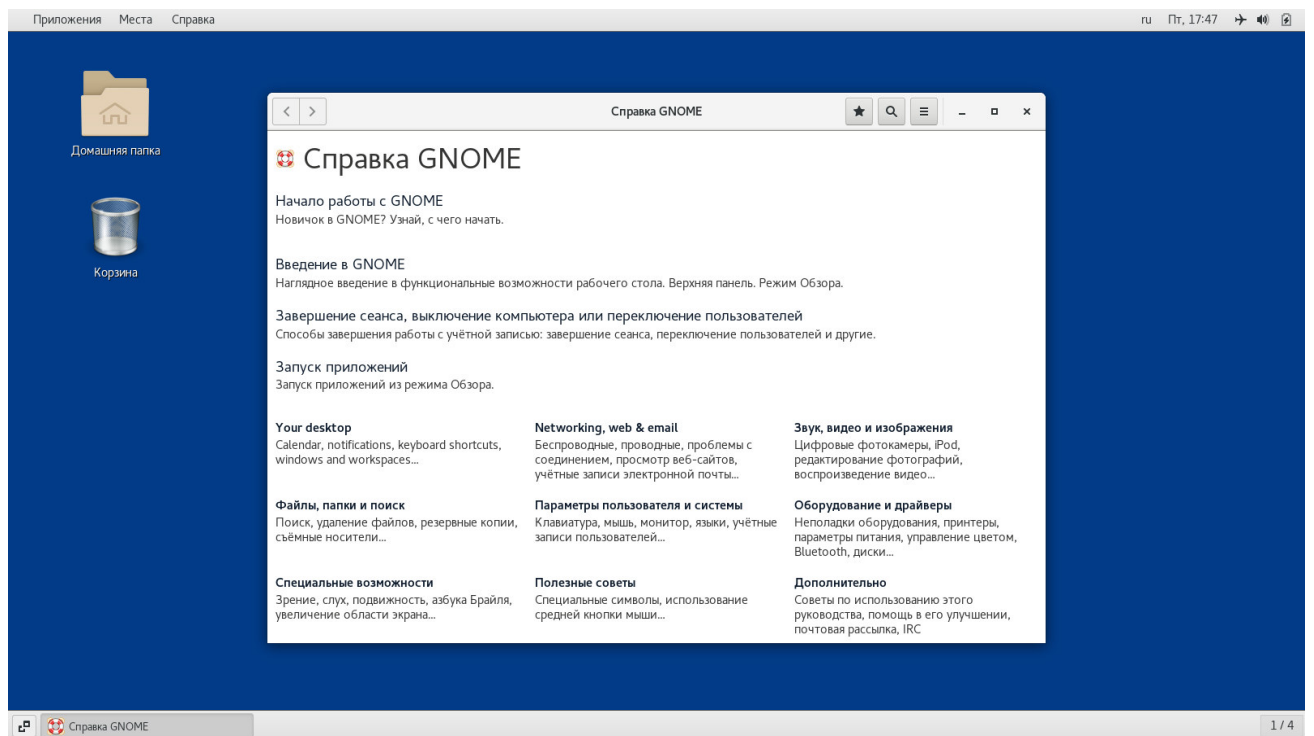 Приложения Места Справка
ru Пт, 17:47
Домашняя папка
Корзина
Справка GNOME
Справка GNOME
Начало работы с GNOME
Новичок в GNOME? Узнай, с чего начать.
Введение в GNOME
Наглядное введение в функциональные возможности рабочего стола. Верхняя панель. Режим Обзора.
Завершение сеанса, выключение компьютера или переключение пользователей
Способы завершения работы с учётной записью: завершение сеанса, переключение пользователей и другие.
Запуск приложений
Запуск приложений из режима Обзора.
Your desktop
Calendar, notifications, keyboard shortcuts,
windows and workspaces...
Networking, web & email
Беспроводные, проводные, проблемы с
соединением, просмотр веб-сайтов,
учётные записи электронной почты...
Звук, видео и изображения
Цифровые фотокамеры, iPod,
редактирование фотографий,
воспроизведение видео...
Файлы, папки и поиск
Поиск, удаление файлов, резервные копии,
съёмные носители...
Параметры пользователя и системы
Клавиатура, мышь, монитор, языки, учётные
записи пользователей...
Оборудование и драйверы
Неполадки оборудования, принтеры,
параметры питания, управление цветом,
Bluetooth, диски...
Специальные возможности
Зрение, слух, подвижность, азбука Брайля,
увеличение области экрана...
Полезные советы
Специальные символы, использование
средней кнопки мыши...
Дополнительно
Советы по использованию этого
руководства, помощь в его улучшении,
почтовая рассылка, IRC
Справка GNOME
1 / 4